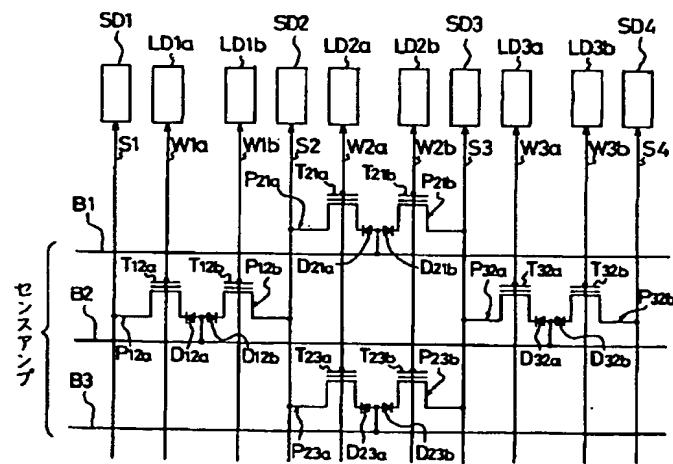 SD1 SD2 SD3 SD4
LD1a LD1b LD2a LD2b LD3a LD3b
S1 W1a W1b S2 W2a W2b S3 W3a W3b S4
T21a T21b
P21a P21b
B1
D21a D21b
T12a T12b T32a T32b
P12b P32a P32b
B2
P12a D12a D12b D32a D32b
T23a T23b
P23b
B3
P23a D23a D23b
センスアンプ